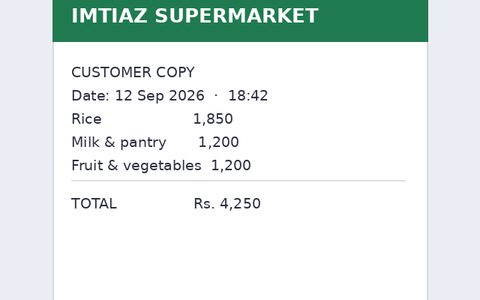 IMTIAZ SUPERMARKET
CUSTOMER COPY
Date: 12 Sep 2026 · 18:42
Rice 1,850
Milk & pantry 1,200
Fruit & vegetables 1,200
TOTAL Rs. 4,250